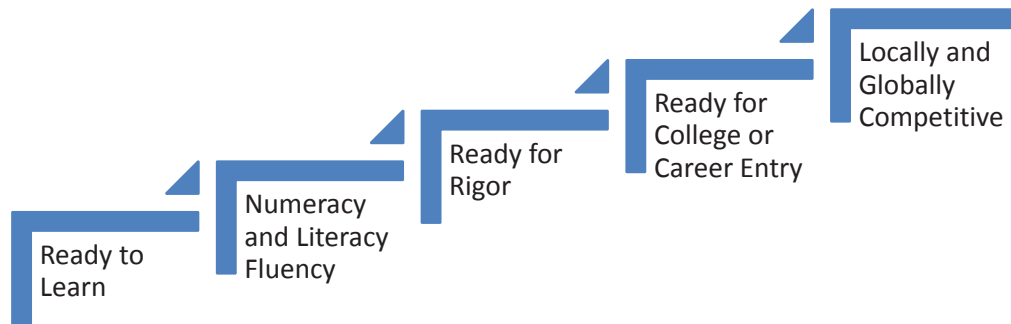 Ready to
Learn
Numeracy
and Literacy
Fluency
Ready for
Rigor
Ready for
College or
Career Entry
Locally and
Globally
Competitive